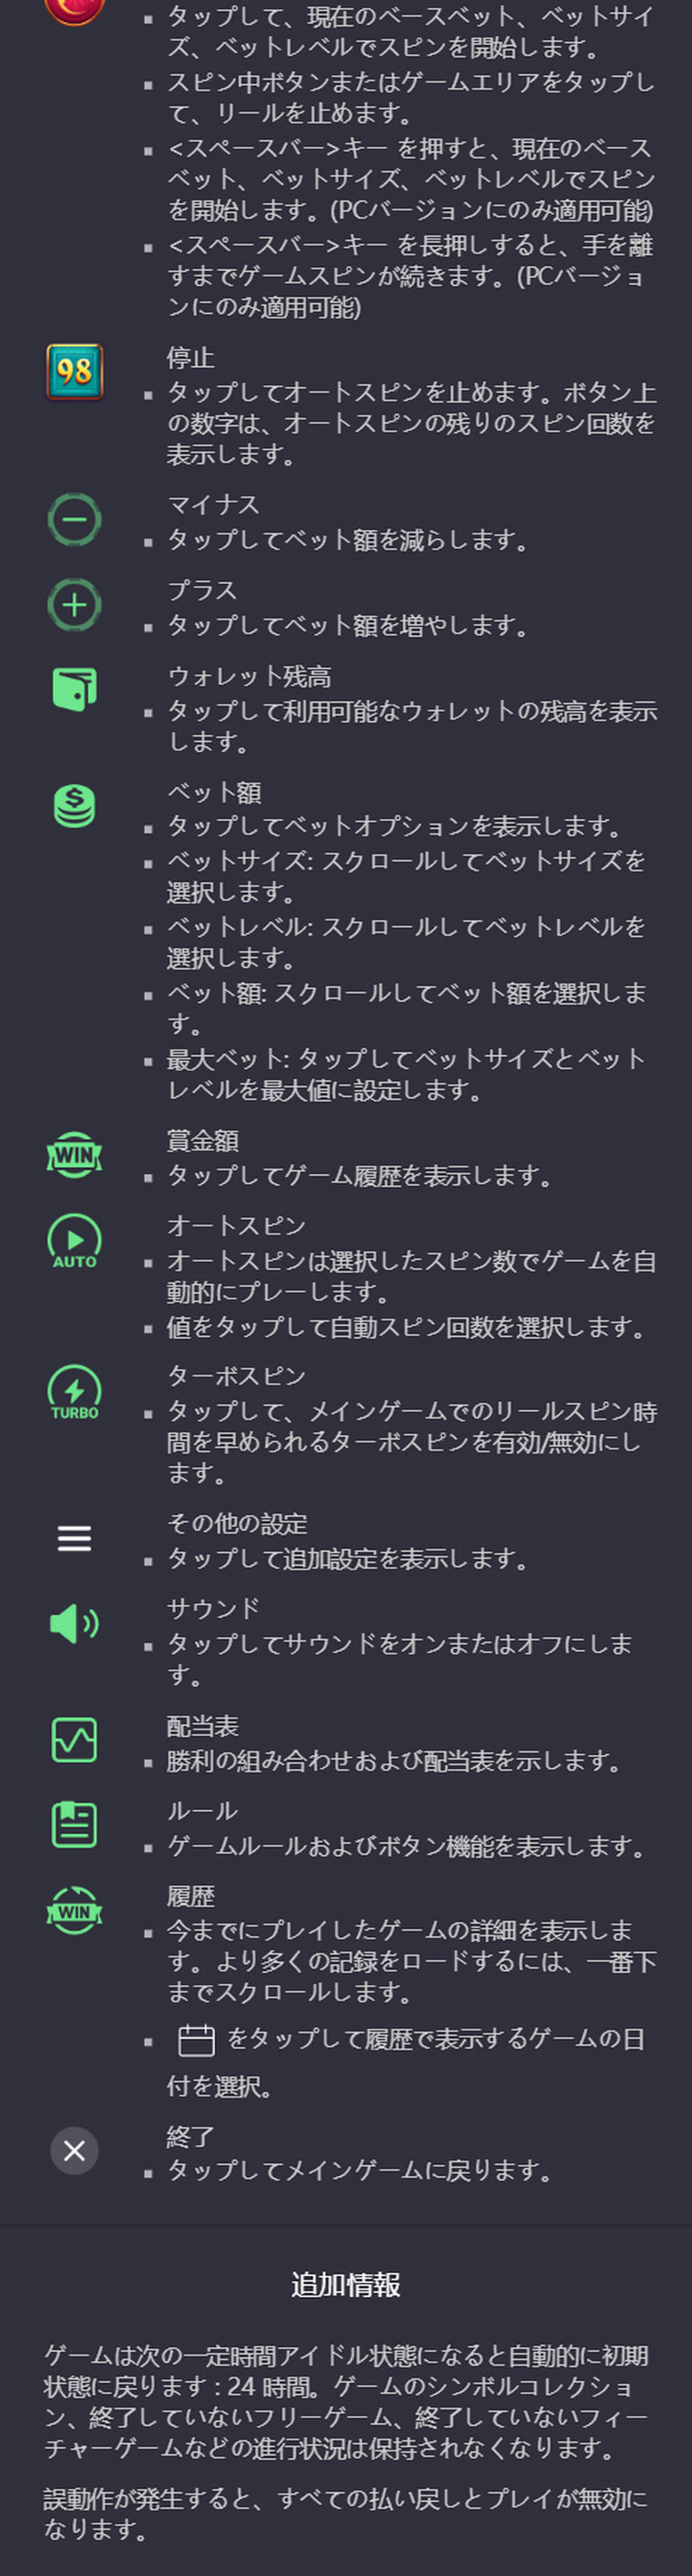 ▪ タップして、現在のベースベット、ベットサイ
ズ、ベットレベルでスピンを開始します。
▪ スピン中ボタンまたはゲームエリアをタップし
て、リールを止めます。
▪ <スペースバー>キー を押すと、現在のベース
ベット、ベットサイズ、ベットレベルでスピン
を開始します。(PCバージョンにのみ適用可能)
▪ <スペースバー>キー を長押しすると、手を離
すまでゲームスピンが続きます。(PCバージョ
ンにのみ適用可能)
98
停止
▪ タップしてオートスピンを止めます。ボタン上
の数字は、オートスピンの残りのスピン回数を
表示します。
マイナス
▪ タップしてベット額を減らします。
プラス
▪ タップしてベット額を増やします。
ウォレット残高
▪ タップして利用可能なウォレットの残高を表示
します。
ベット額
▪ タップしてベットオプションを表示します。
▪ ベットサイズ: スクロールしてベットサイズを
選択します。
▪ ベットレベル: スクロールしてベットレベルを
選択します。
▪ ベット額: スクロールしてベット額を選択しま
す。
▪ 最大ベット: タップしてベットサイズとベット
レベルを最大値に設定します。
WIN
賞金額
▪ タップしてゲーム履歴を表示します。
AUTO
オートスピン
▪ オートスピンは選択したスピン数でゲームを自
動的にプレーします。
▪ 値をタップして自動スピン回数を選択します。
TURBO
ターボスピン
▪ タップして、メインゲームでのリールスピン時
間を早められるターボスピンを有効/無効にし
ます。
その他の設定
▪ タップして追加設定を表示します。
サウンド
▪ タップしてサウンドをオンまたはオフにしま
す。
配当表
▪ 勝利の組み合わせおよび配当表を示します。
ルール
▪ ゲームルールおよびボタン機能を表示します。
WIN
履歴
▪ 今までにプレイしたゲームの詳細を表示しま
す。より多くの記録をロードするには、一番下
までスクロールします。
▪ をタップして履歴で表示するゲームの日
付を選択。
終了
▪ タップしてメインゲームに戻ります。
追加情報
ゲームは次の一定時間アイドル状態になると自動的に初期
状態に戻ります : 24 時間。ゲームのシンボルコレクショ
ン、終了していないフリーゲーム、終了していないフィー
チャーゲームなどの進行状況は保持されなくなります。
誤動作が発生すると、すべての払い戻しとプレイが無効に
なります。